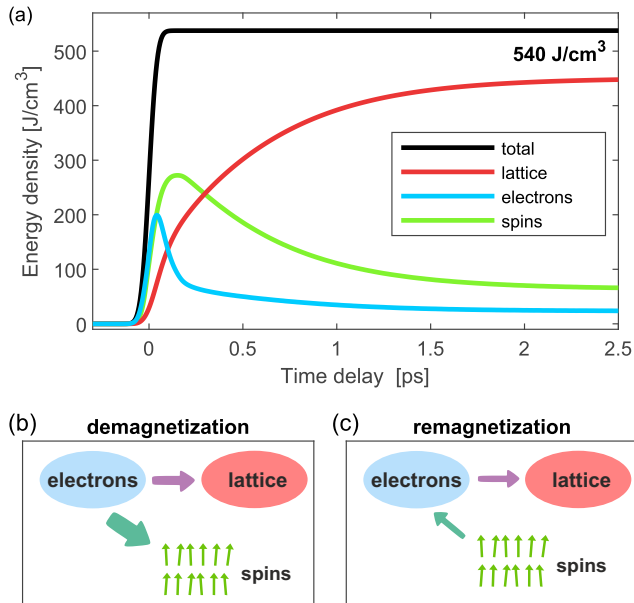 (a)
540 J/cm³
Energy density [J/cm³]
500
400
300
200
100
0
total
lattice
electrons
spins
0 0.5 1 1.5 2 2.5
Time delay [ps]
(b) demagnetization
electrons lattice
spins
(c) remagnetization
electrons lattice
spins